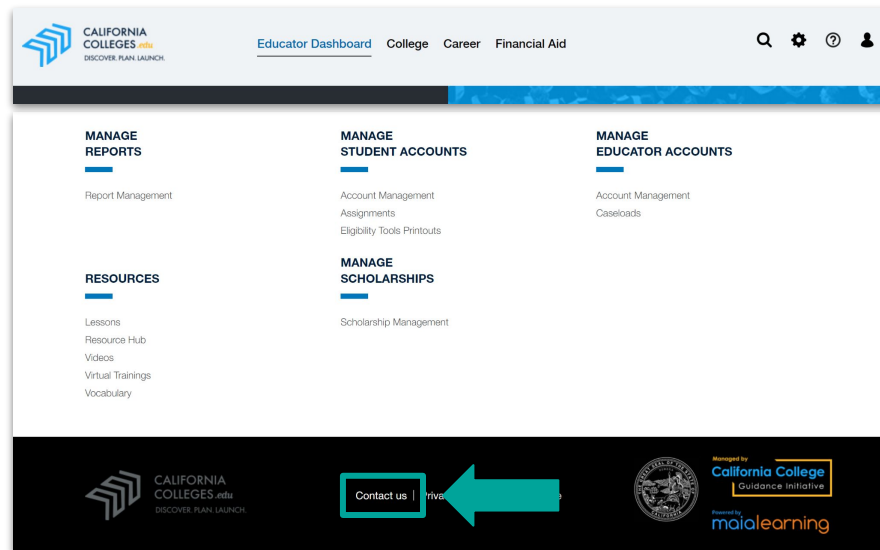 CALIFORNIA
COLLEGES.edu
DISCOVER. PLAN. LAUNCH.
Educator Dashboard College Career Financial Aid
MANAGE
REPORTS
Report Management
MANAGE
STUDENT ACCOUNTS
Account Management
Assignments
Eligibility Tools Printouts
MANAGE
EDUCATOR ACCOUNTS
Account Management
Caseloads
RESOURCES
Lessons
Resource Hub
Videos
Virtual Trainings
Vocabulary
MANAGE
SCHOLARSHIPS
Scholarship Management
CALIFORNIA
COLLEGES.edu
DISCOVER. PLAN. LAUNCH.
Contact us |
Managed by
California College
Guidance Initiative
Powered by
maialearning